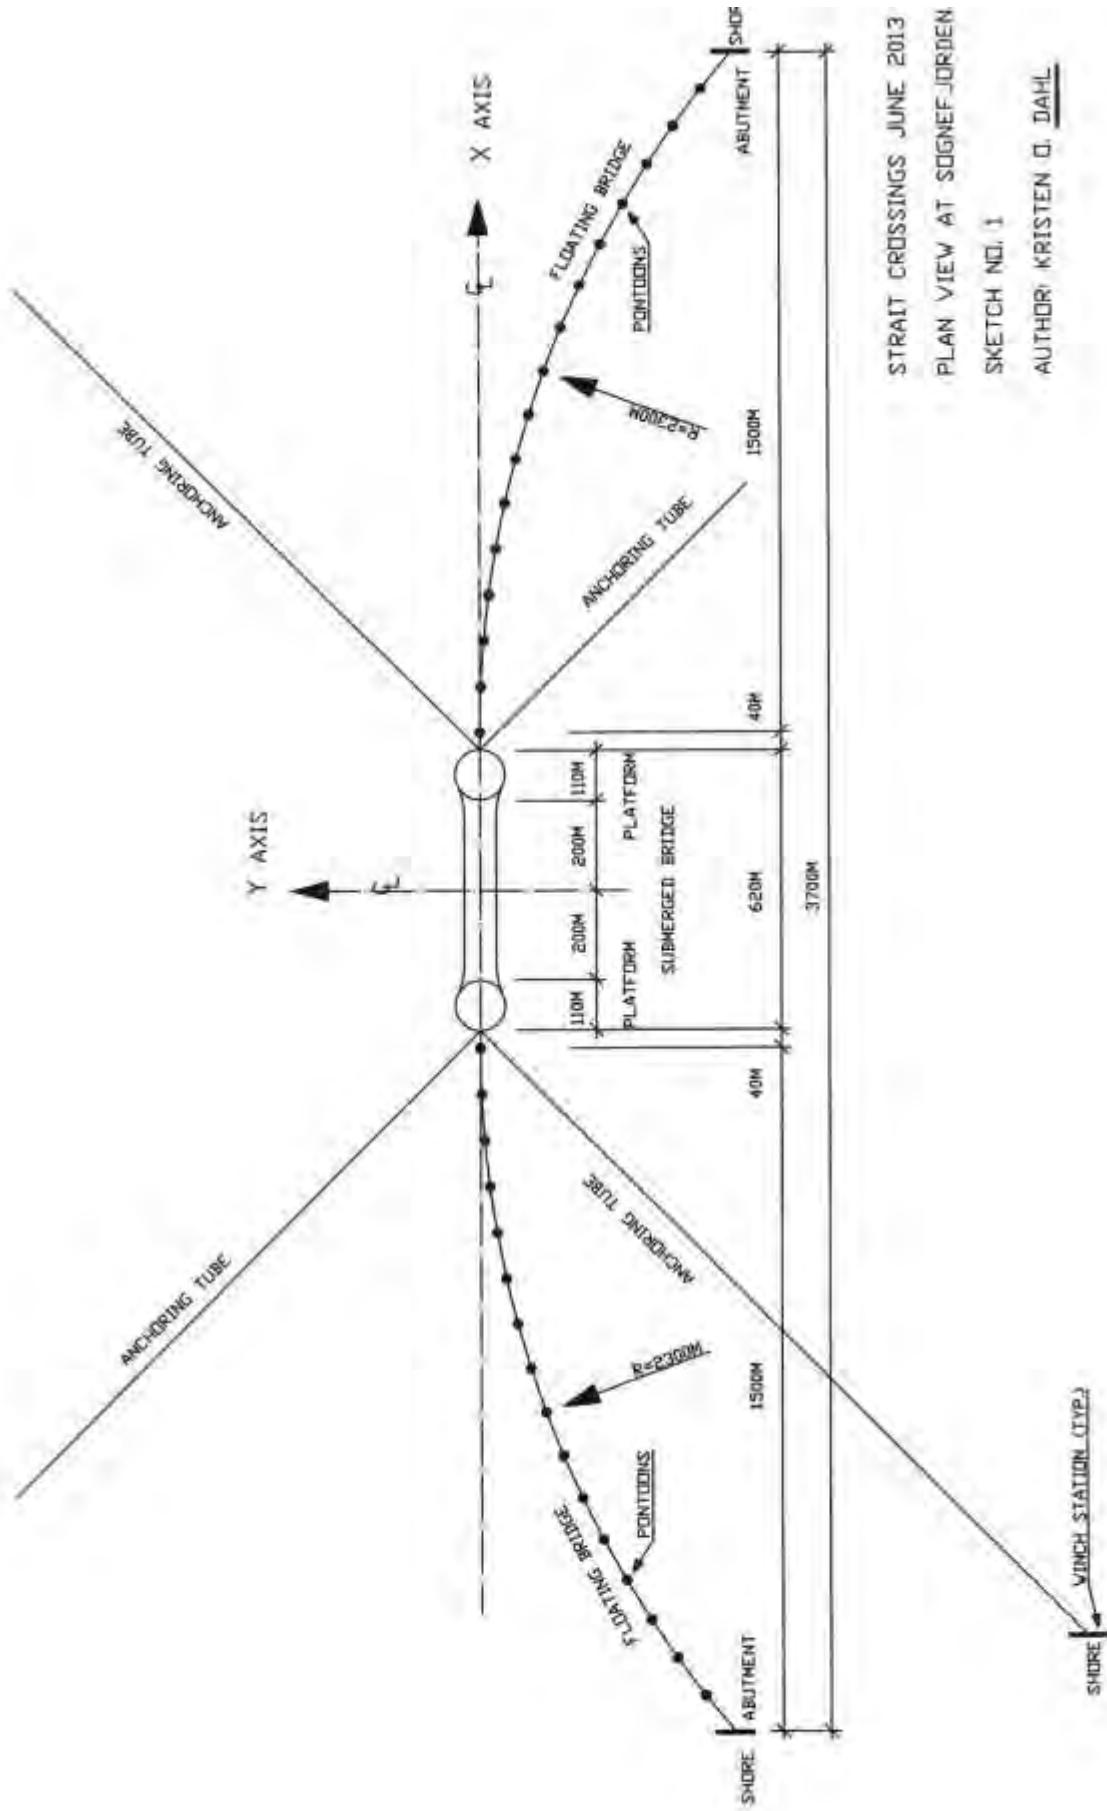 STRAIT CROSSINGS JUNE 2013
PLAN VIEW AT SOGNEFJORDEN.
SKETCH NO. 1
AUTHOR: KRISTEN O. DAHL
Y AXIS
X AXIS
ANCHORING TUBE
ANCHORING TUBE
ANCHORING TUBE
ANCHORING TUBE
FLOATING BRIDGE
FLOATING BRIDGE
PONTOONS
PONTOONS
R=2300M
R=2300M
110M
200M
200M
110M
PLATFORM
PLATFORM
SUBMERGED BRIDGE
SHORE
ABUTMENT
1500M
40M
620M
40M
1500M
ABUTMENT
SHOR
3700M
SHORE
WINCH STATION (TYP.)